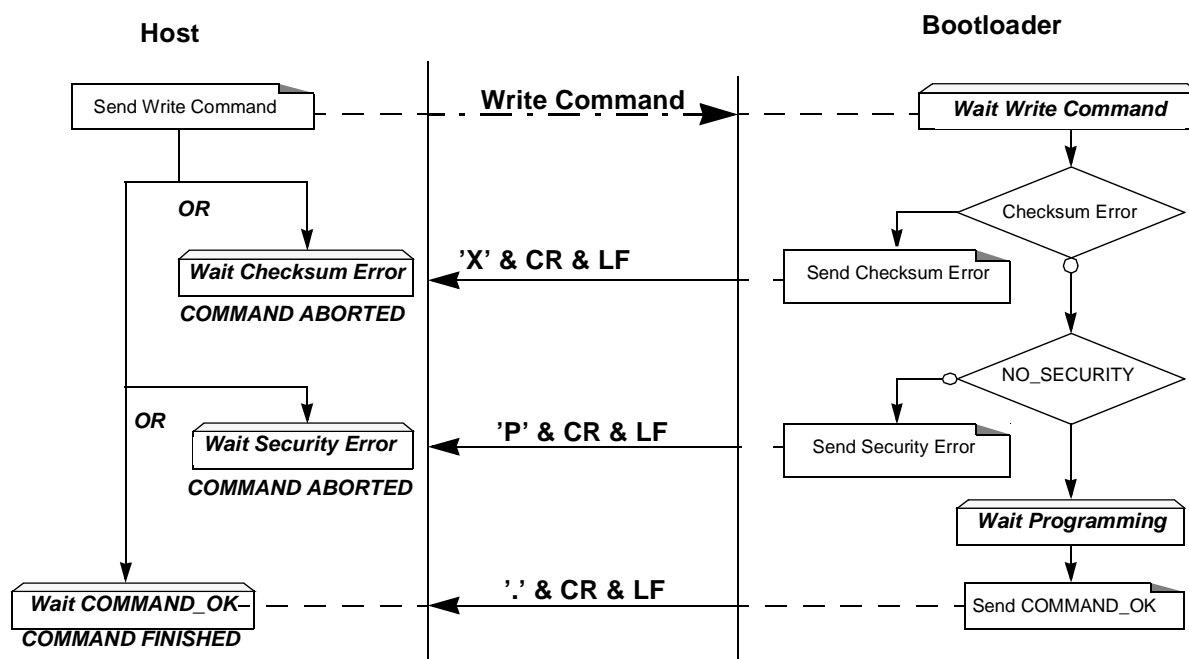 Host
Bootloader
Send Write Command
Write Command
Wait Write Command
OR
Checksum Error
Wait Checksum Error
'X' & CR & LF
Send Checksum Error
COMMAND ABORTED
NO_SECURITY
OR
Wait Security Error
'P' & CR & LF
Send Security Error
COMMAND ABORTED
Wait Programming
Wait COMMAND_OK
'.' & CR & LF
Send COMMAND_OK
COMMAND FINISHED